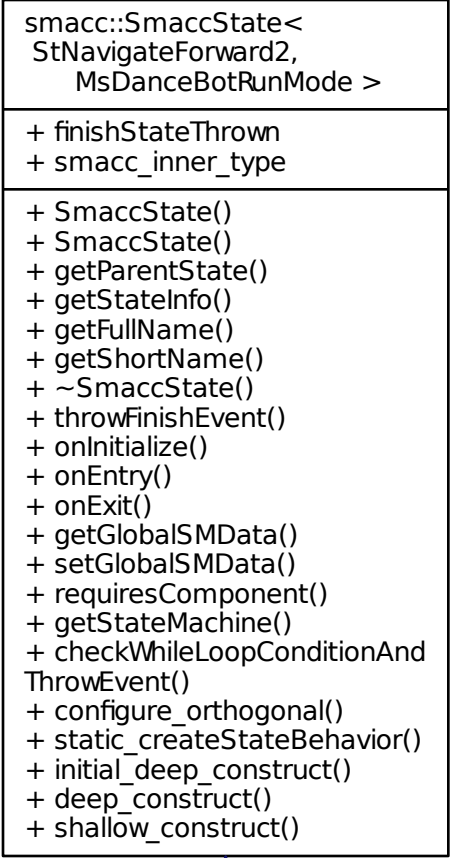 smacc::SmaccState<
StNavigateForward2,
MsDanceBotRunMode >
+ finishStateThrown
+ smacc_inner_type
+ SmaccState()
+ SmaccState()
+ getParentState()
+ getStateInfo()
+ getFullName()
+ getShortName()
+ ~SmaccState()
+ throwFinishEvent()
+ onInitialize()
+ onEntry()
+ onExit()
+ getGlobalSMData()
+ setGlobalSMData()
+ requiresComponent()
+ getStateMachine()
+ checkWhileLoopConditionAnd
ThrowEvent()
+ configure_orthogonal()
+ static_createStateBehavior()
+ initial_deep_construct()
+ deep_construct()
+ shallow_construct()